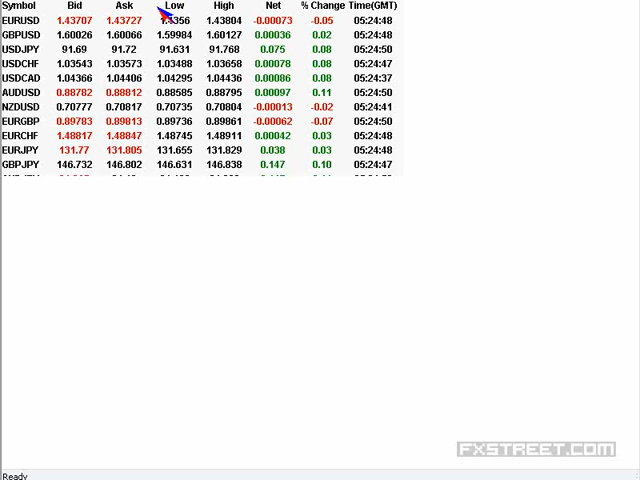 Symbol Bid Ask Low High Net % Change Time(GMT)
EURUSD 1.43707 1.43727 1.4356 1.43804 -0.00073 -0.05 05:24:48
GBPUSD 1.60026 1.60066 1.59984 1.60127 0.00036 0.02 05:24:48
USDJPY 91.69 91.72 91.631 91.768 0.075 0.08 05:24:50
USDCHF 1.03543 1.03573 1.03488 1.03658 0.00078 0.08 05:24:47
USDCAD 1.04366 1.04406 1.04295 1.04436 0.00086 0.08 05:24:37
AUDUSD 0.88782 0.88812 0.88585 0.88795 0.00097 0.11 05:24:50
NZDUSD 0.70777 0.70817 0.70735 0.70804 -0.00013 -0.02 05:24:41
EURGBP 0.89783 0.89813 0.89736 0.89861 -0.00062 -0.07 05:24:50
EURCHF 1.48817 1.48847 1.48745 1.48911 0.00042 0.03 05:24:48
EURJPY 131.77 131.805 131.655 131.829 0.038 0.03 05:24:48
GBPJPY 146.732 146.802 146.631 146.838 0.147 0.10 05:24:47
FXSTREET.COM
Ready